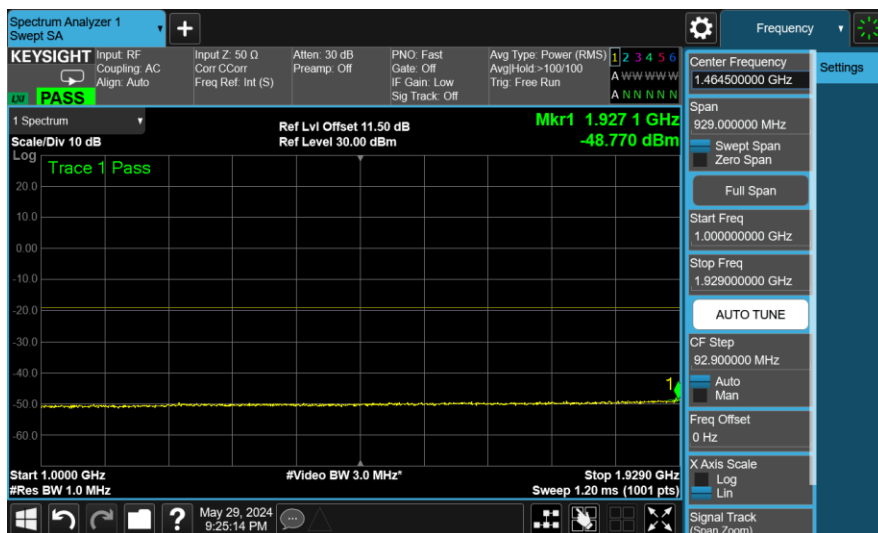 Spectrum Analyzer 1
Swept SA
+
Frequency
KEYSIGHT
LXI
PASS
Input: RF
Coupling: AC
Align: Auto
Input Z: 50 Ω
Corr CCorr
Freq Ref: Int (S)
Atten: 30 dB
Preamp: Off
PNO: Fast
Gate: Off
IF Gain: Low
Sig Track: Off
Avg Type: Power (RMS)
Avg|Hold:>100/100
Trig: Free Run
1 2 3 4 5 6
A W W W W W
A N N N N N
1 Spectrum
Scale/Div 10 dB
Ref Lvl Offset 11.50 dB
Ref Level 30.00 dBm
Mkr1 1.927 1 GHz
-48.770 dBm
Log
Trace 1 Pass
20.0
10.0
0.00
-10.0
-20.0
-30.0
-40.0
-50.0
-60.0
1
Start 1.0000 GHz
#Res BW 1.0 MHz
#Video BW 3.0 MHz*
Stop 1.9290 GHz
Sweep 1.20 ms (1001 pts)
?
May 29, 2024
9:25:14 PM
Center Frequency
1.464500000 GHz
Settings
Span
929.000000 MHz
Swept Span
Zero Span
Full Span
Start Freq
1.000000000 GHz
Stop Freq
1.929000000 GHz
AUTO TUNE
CF Step
92.900000 MHz
Auto
Man
Freq Offset
0 Hz
X Axis Scale
Log
Lin
Signal Track
(Span Zoom)